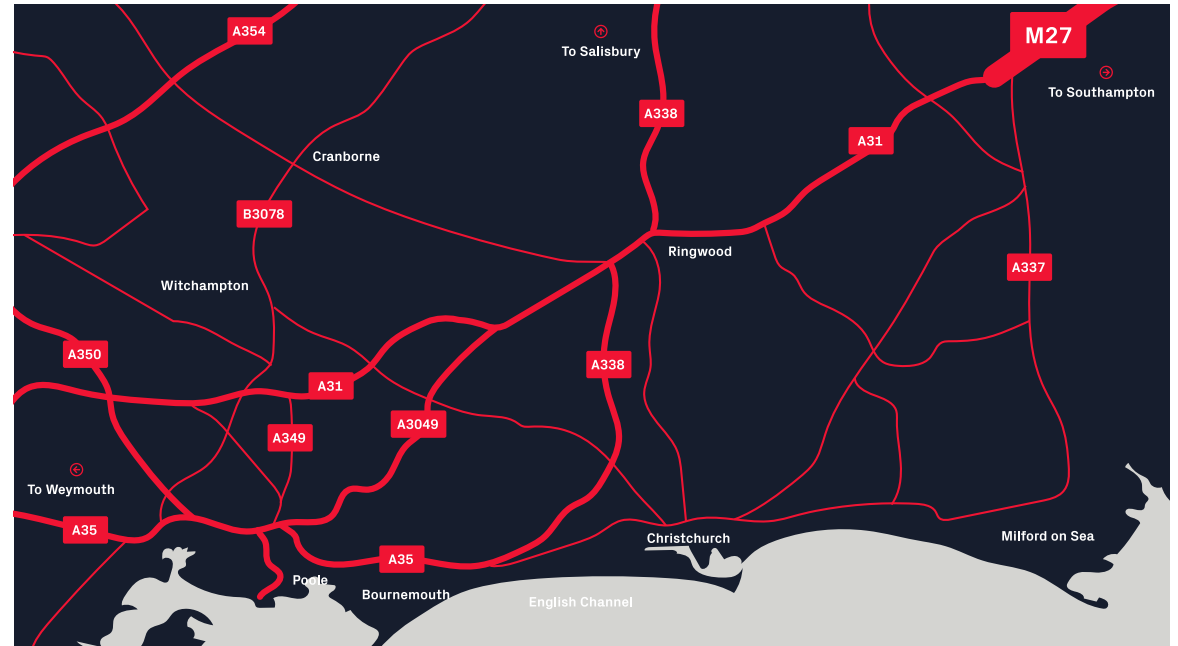 A354
M27
To Salisbury
To Southampton
A338
A31
Cranborne
B3078
Ringwood
A337
Witchampton
A350
A338
A31
A3049
A349
To Weymouth
A35
Christchurch
Milford on Sea
A35
Poole
Bournemouth
English Channel